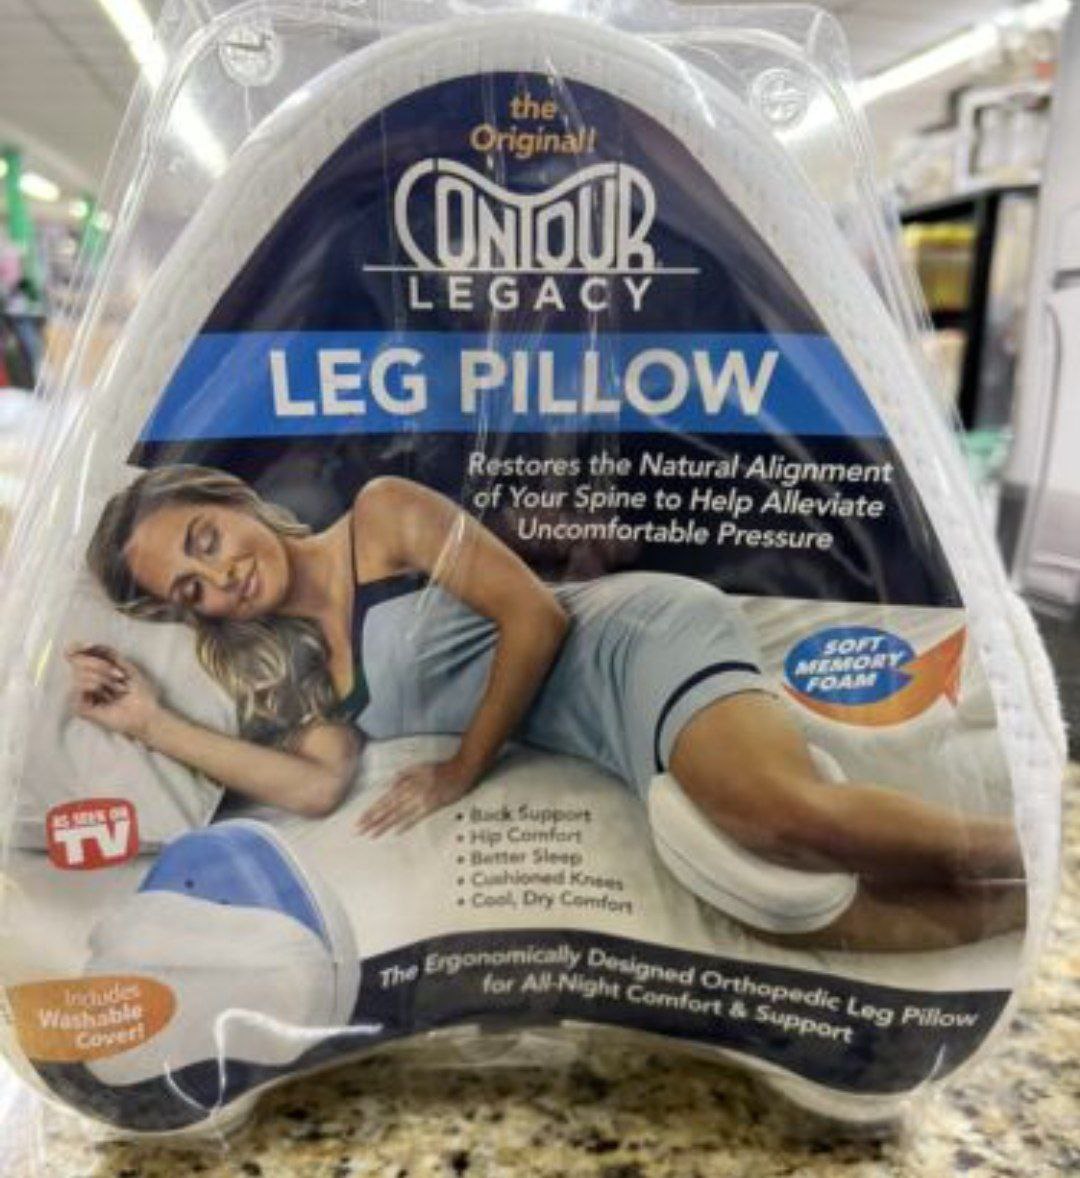 the
Original!
CONTOUR
LEGACY
LEG PILLOW
Restores the Natural Alignment
of Your Spine to Help Alleviate
Uncomfortable Pressure
SOFT
MEMORY
FOAM
AS SEEN ON
TV
• Back Support
• Hip Comfort
• Better Sleep
• Cushioned Knees
• Cool, Dry Comfort
The Ergonomically Designed Orthopedic Leg Pillow
for All-Night Comfort & Support
Includes
Washable
Cover!